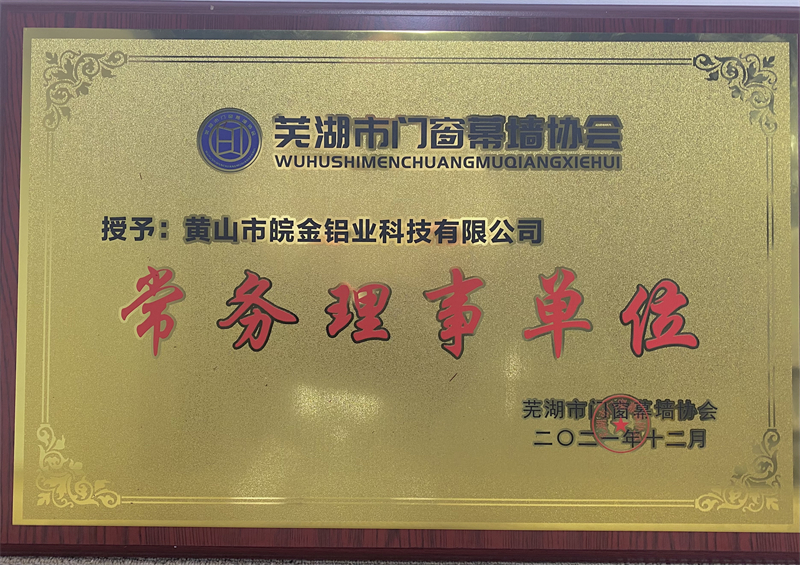 芜湖市门窗幕墙协会
WUHUSHIMENCHUANGMUQIANGXIEHUI
授予：黄山市皖金铝业科技有限公司
常务理事单位
芜湖市门窗幕墙协会
二〇二一年十二月